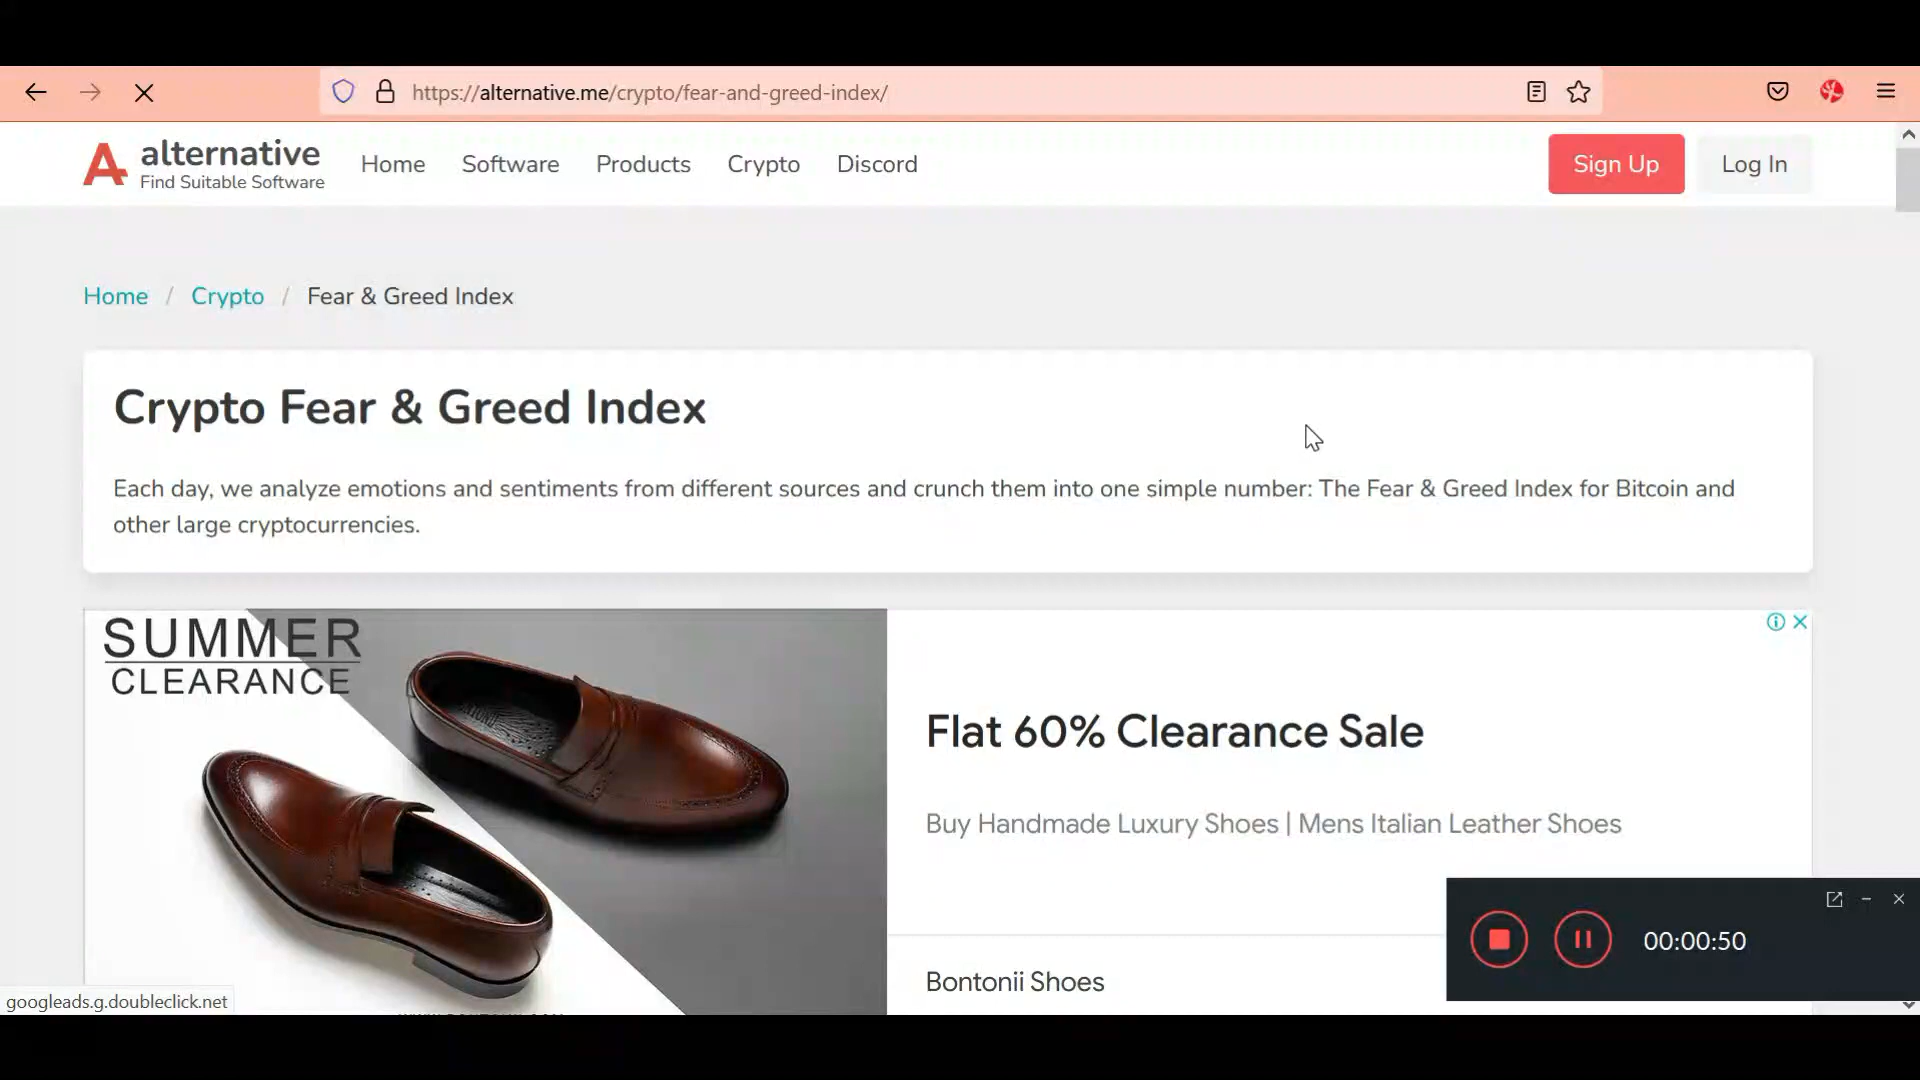 https://alternative.me/crypto/fear-and-greed-index/
alternative
Find Suitable Software
Home
Software
Products
Crypto
Discord
Sign Up
Log In
Home / Crypto / Fear & Greed Index
Crypto Fear & Greed Index
Each day, we analyze emotions and sentiments from different sources and crunch them into one simple number: The Fear & Greed Index for Bitcoin and
other large cryptocurrencies.
SUMMER
CLEARANCE
Flat 60% Clearance Sale
Buy Handmade Luxury Shoes | Mens Italian Leather Shoes
Bontonii Shoes
00:00:50
googleads.g.doubleclick.net